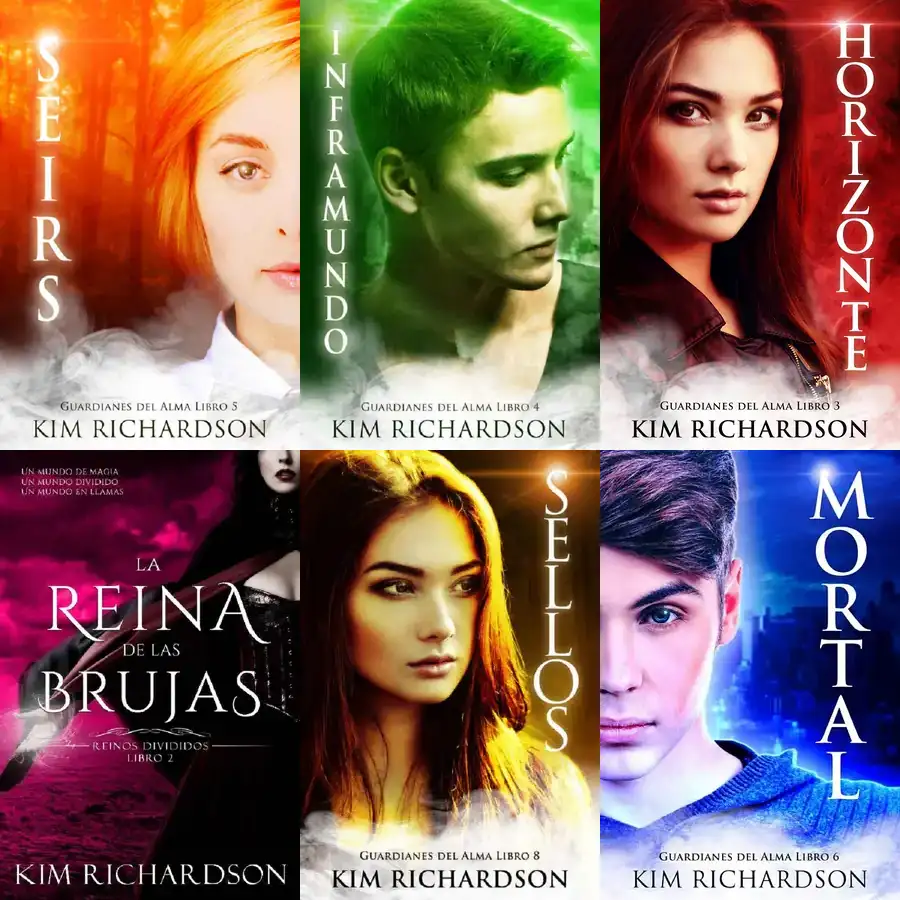 SEIRS
GUARDIANES DEL ALMA LIBRO 5
KIM RICHARDSON
INFRAMUNDO
GUARDIANES DEL ALMA LIBRO 4
KIM RICHARDSON
HORIZONTE
GUARDIANES DEL ALMA LIBRO 3
KIM RICHARDSON
UN MUNDO DE MAGIA
UN MUNDO DIVIDIDO
UN MUNDO EN LLAMAS
LA
REINA
DE LAS
BRUJAS
REINOS DIVIDIDOS
LIBRO 2
KIM RICHARDSON
SELLOS
GUARDIANES DEL ALMA LIBRO 8
KIM RICHARDSON
MORTAL
GUARDIANES DEL ALMA LIBRO 6
KIM RICHARDSON